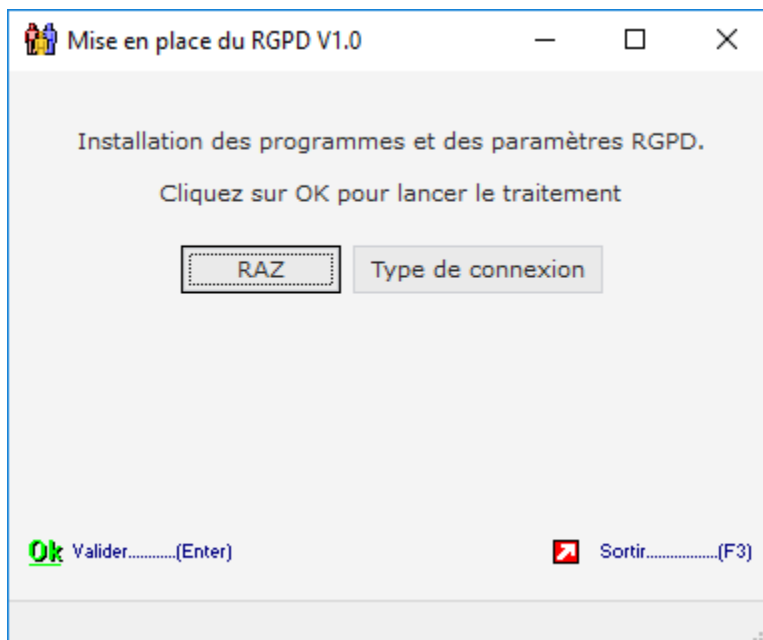 Mise en place du RGPD V1.0
Installation des programmes et des paramètres RGPD.
Cliquez sur OK pour lancer le traitement
RAZ Type de connexion
Ok Valider...........(Enter) Sortir.................(F3)